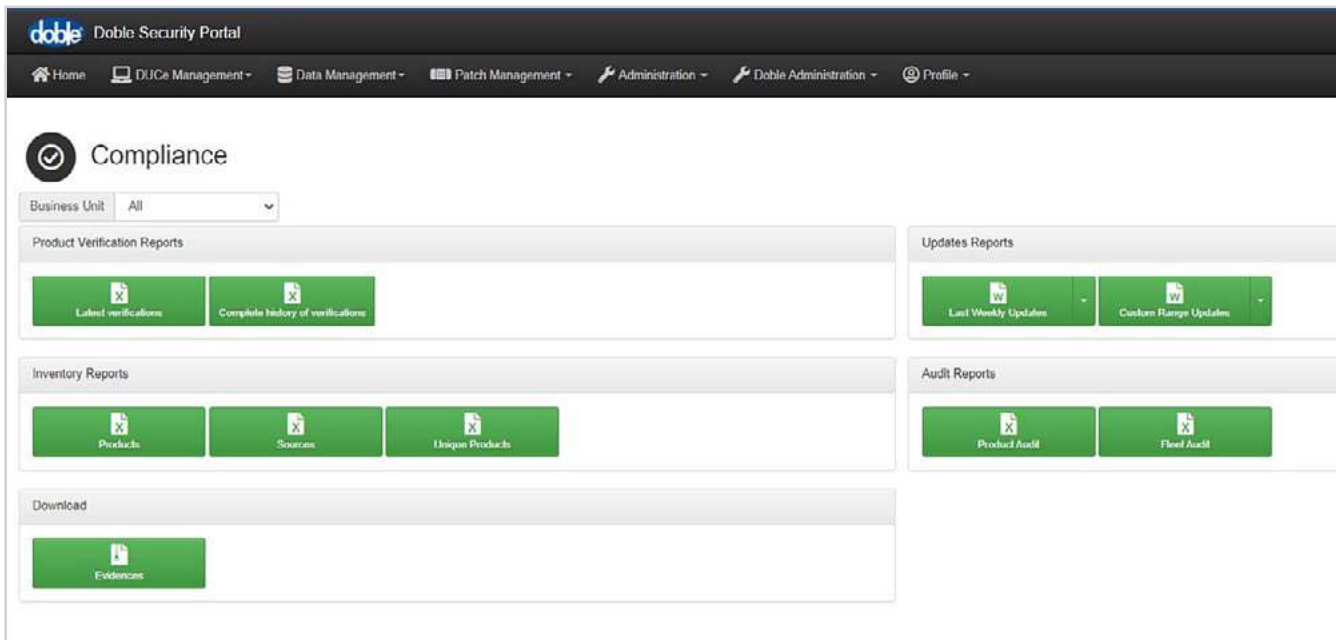 doble Doble Security Portal
Home DUCe Management Data Management Patch Management Administration Doble Administration Profile
Compliance
Business Unit All
Product Verification Reports
Updates Reports
Latest verifications Complete history of verifications
Last Weekly Updates Custom Range Updates
Inventory Reports
Audit Reports
Products Sources Unique Products
Product Audit Fleet Audit
Download
Evidences